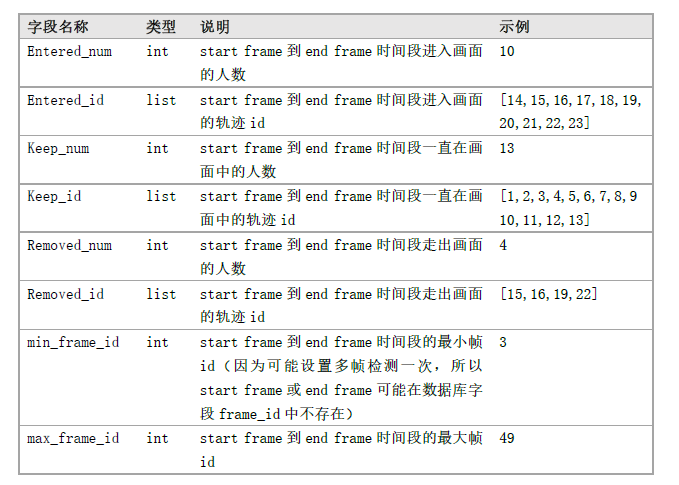 字段名称 类型 说明 示例
Entered_num int start frame 到 end frame 时间段进入画面 10
的人数
Entered_id list start frame 到 end frame 时间段进入画面 [14,15,16,17,18,19,
的轨迹 id 20,21,22,23]
Keep_num int start frame 到 end frame 时间段一直在画 13
面中的人数
Keep_id list start frame 到 end frame 时间段一直在画 [1,2,3,4,5,6,7,8,9
面中的轨迹 id 10,11,12,13]
Removed_num int start frame 到 end frame 时间段走出画面 4
的人数
Removed_id list start frame 到 end frame 时间段走出画面 [15,16,19,22]
的轨迹 id
min_frame_id int start frame 到 end frame 时间段的最小帧 3
id（因为可能设置多帧检测一次，所以
start frame 或 end frame 可能在数据库字
段 frame_id 中不存在）
max_frame_id int start frame 到 end frame 时间段的最大帧 49
id